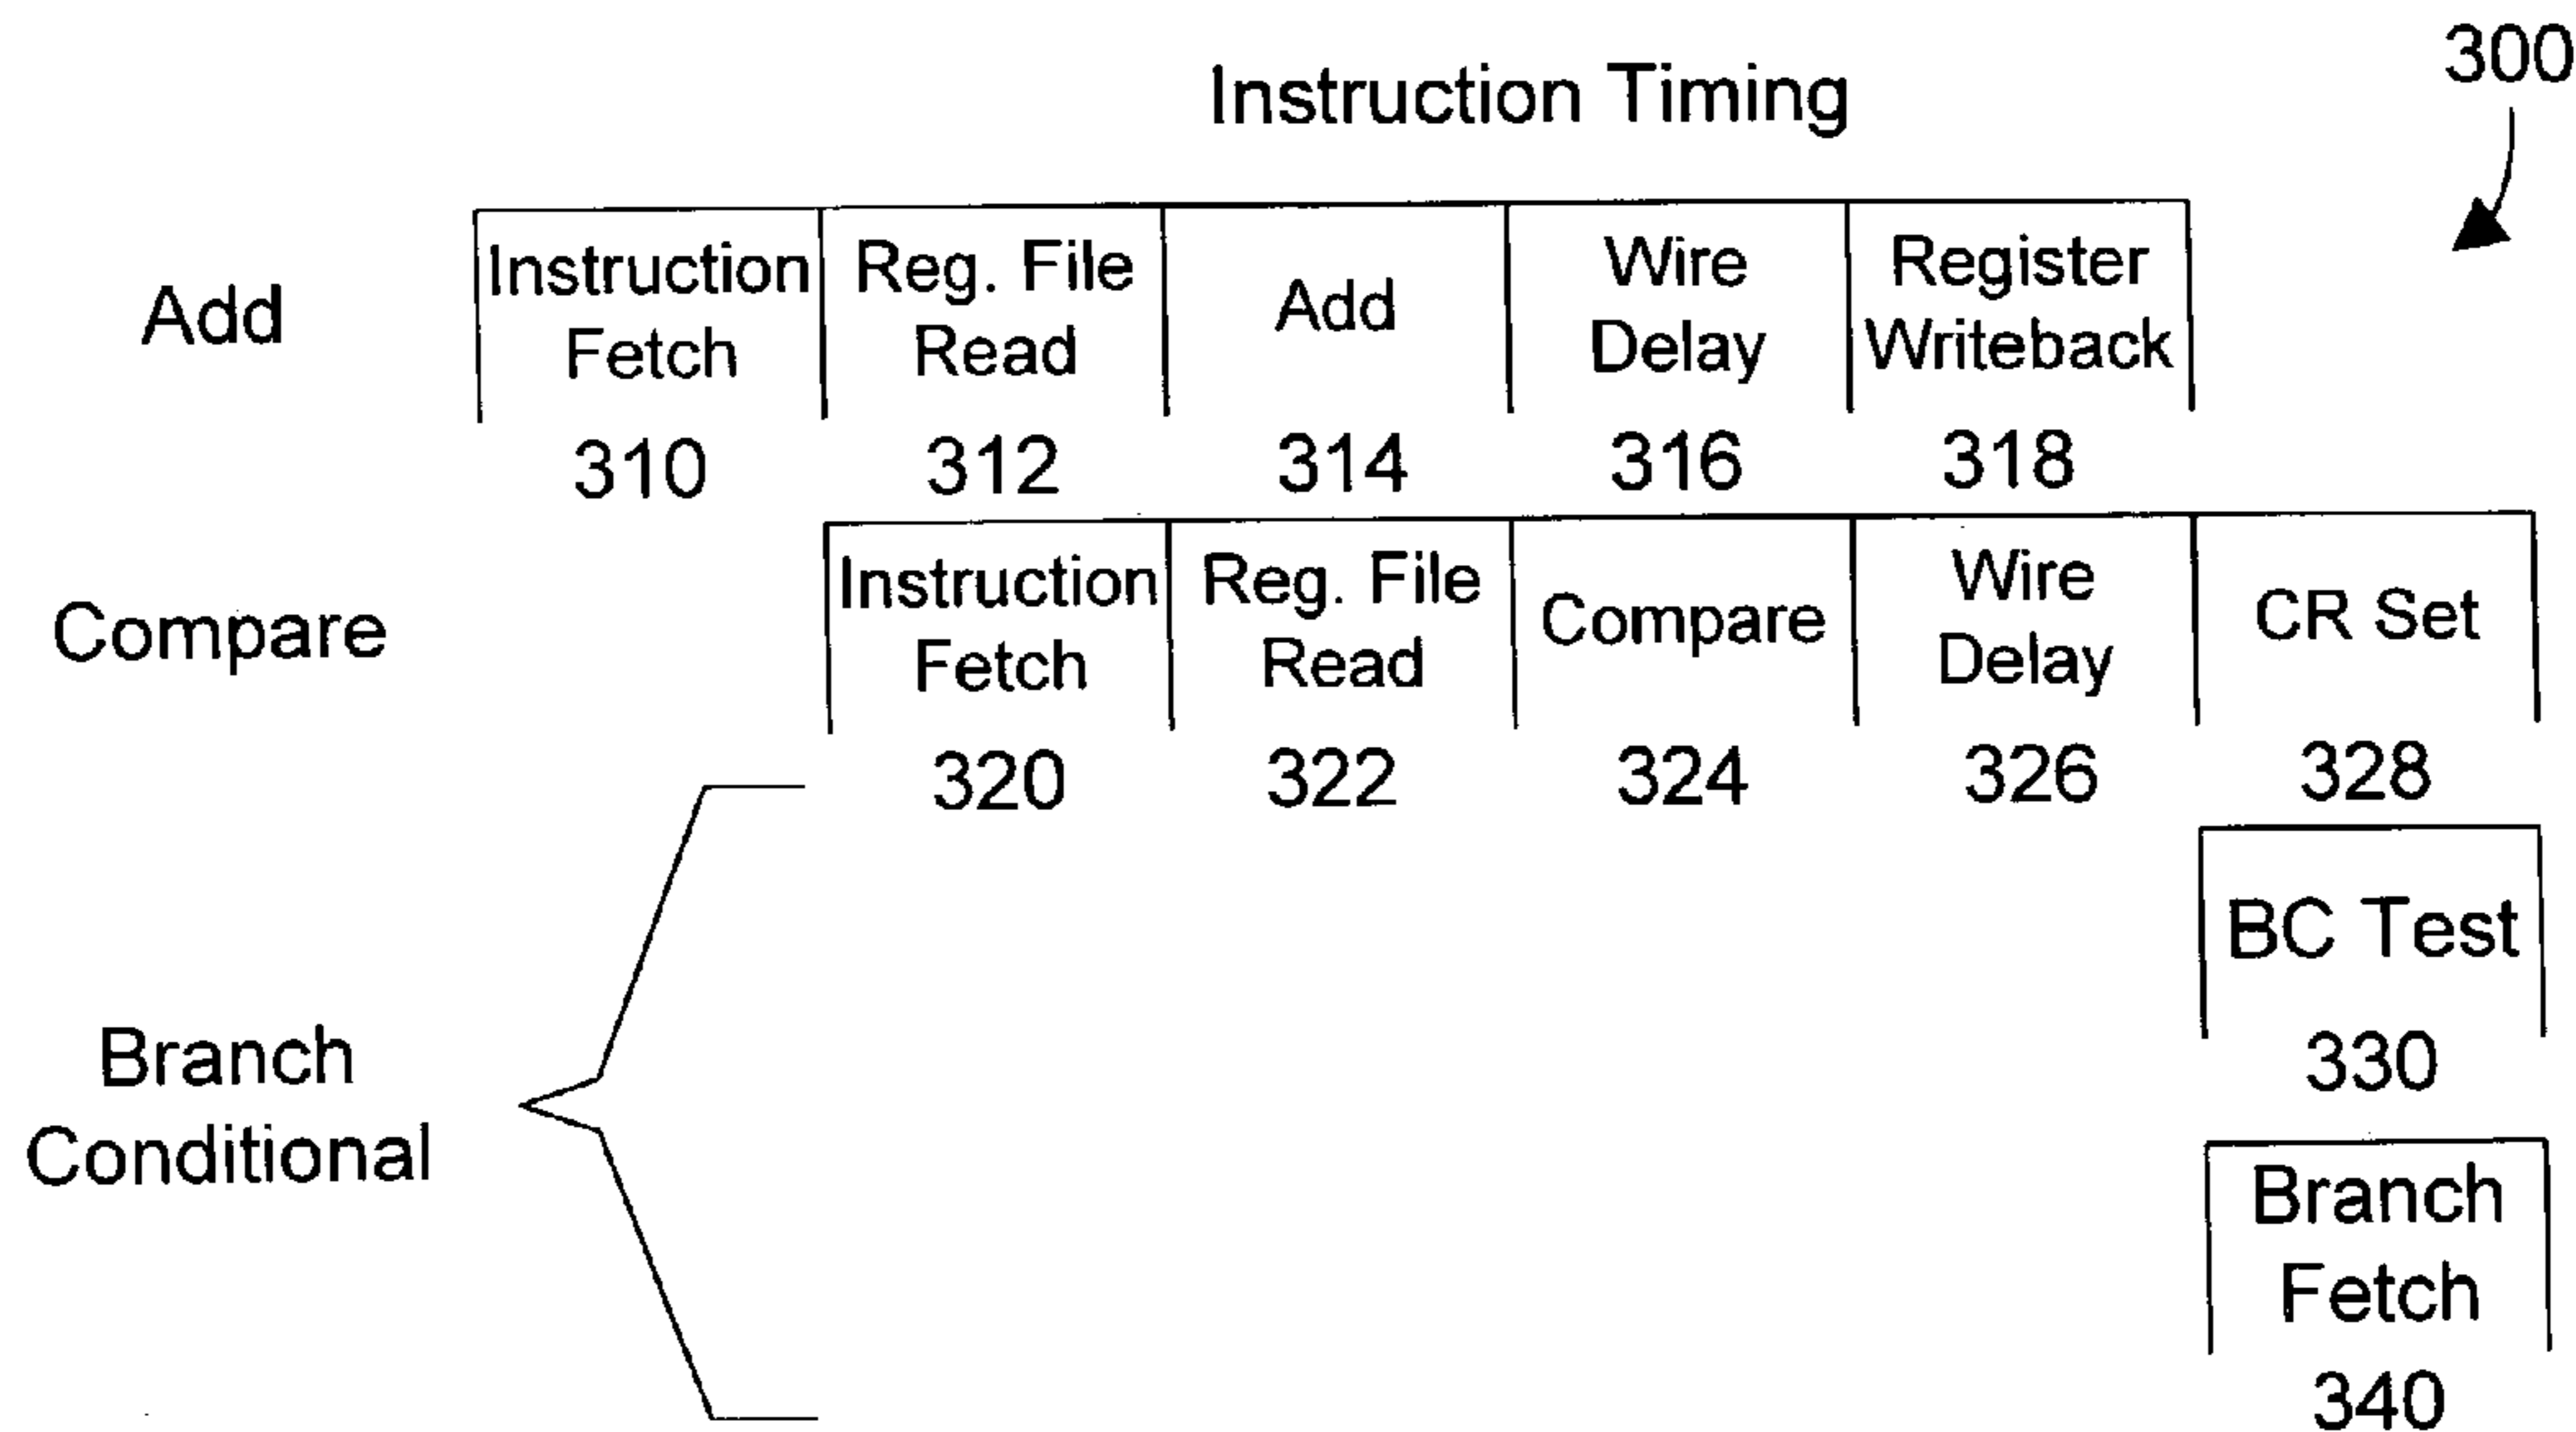 300
Instruction Timing
Add
Instruction Fetch
Reg. File Read
Add
Wire Delay
Register Writeback
310
312
314
316
318
Compare
Instruction Fetch
Reg. File Read
Compare
Wire Delay
CR Set
320
322
324
326
328
Branch
Conditional
BC Test
330
Branch
Fetch
340